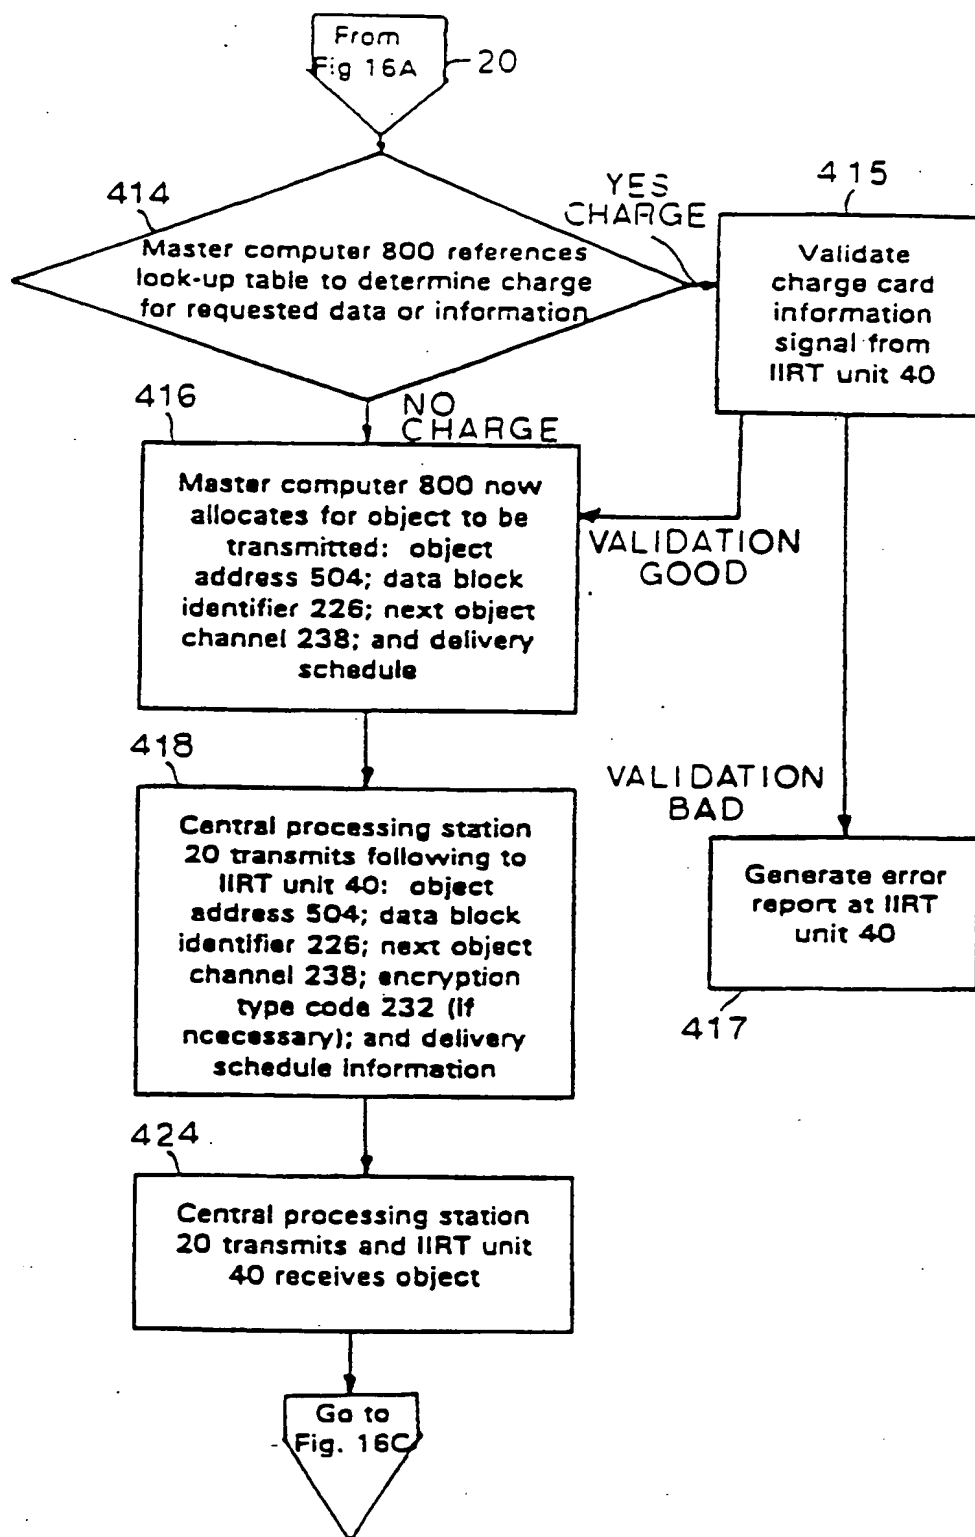 From
Fig 16A
20
414
Master computer 800 references
look-up table to determine charge
for requested data or information
YES
CHARGE
415
Validate
charge card
information
signal from
IIRT unit 40
NO
CHARGE
416
Master computer 800 now
allocates for object to be
transmitted: object
address 504; data block
identifier 226; next object
channel 238; and delivery
schedule
VALIDATION
GOOD
418
Central processing station
20 transmits following to
IIRT unit 40: object
address 504; data block
identifier 226; next object
channel 238; encryption
type code 232 (if
ncecessary); and delivery
schedule information
VALIDATION
BAD
Generate error
report at IIRT
unit 40
417
424
Central processing station
20 transmits and IIRT unit
40 receives object
Go to
Fig. 16C